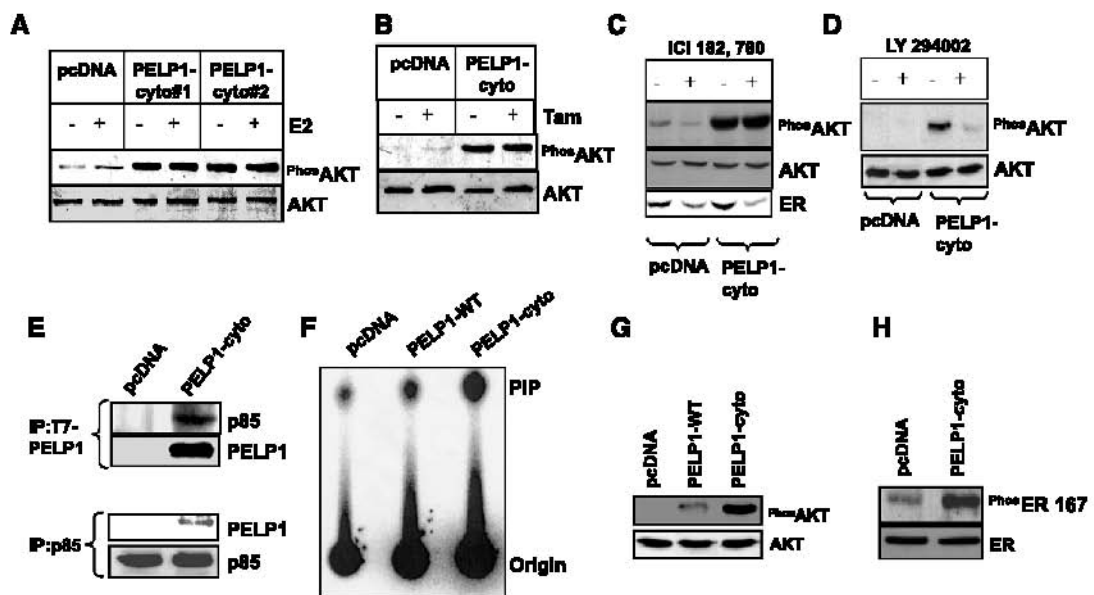 A
pcDNA PELP1-cyto#1 PELP1-cyto#2
- + - + - + E2
PhosAKT
AKT
B
pcDNA PELP1-cyto
- + - + Tam
PhosAKT
AKT
C
ICI 182, 780
- + - +
PhosAKT
AKT
ER
pcDNA PELP1-cyto
D
LY 294002
- + - +
PhosAKT
AKT
pcDNA PELP1-cyto
E
pcDNA PELP1-cyto
IP:T7-PELP1
p85
PELP1
IP:p85
PELP1
p85
F
pcDNA PELP1-WT PELP1-cyto
PIP
Origin
G
pcDNA PELP1-WT PELP1-cyto
PhosAKT
AKT
H
pcDNA PELP1-cyto
PhosER 167
ER